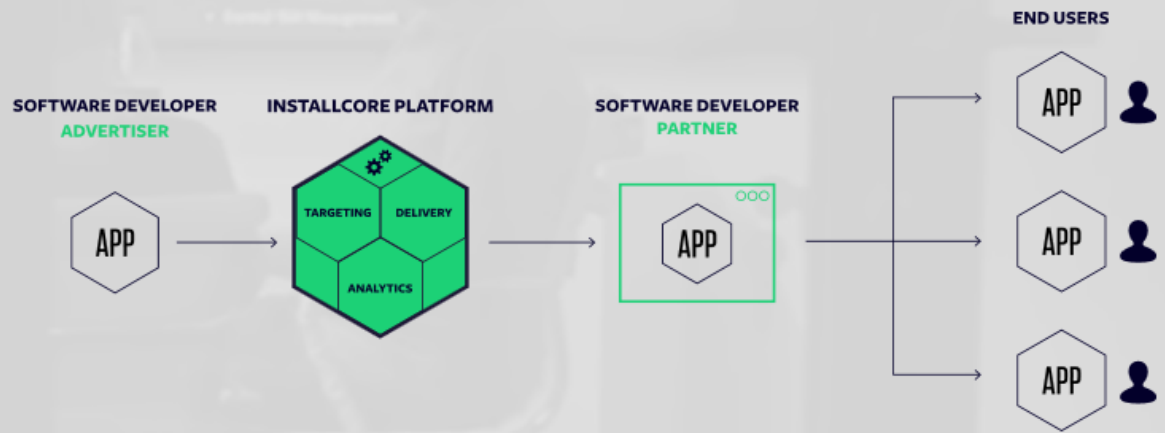 END USERS
SOFTWARE DEVELOPER
ADVERTISER
INSTALLCORE PLATFORM
SOFTWARE DEVELOPER
PARTNER
APP
TARGETING
DELIVERY
ANALYTICS
APP
APP
APP
APP